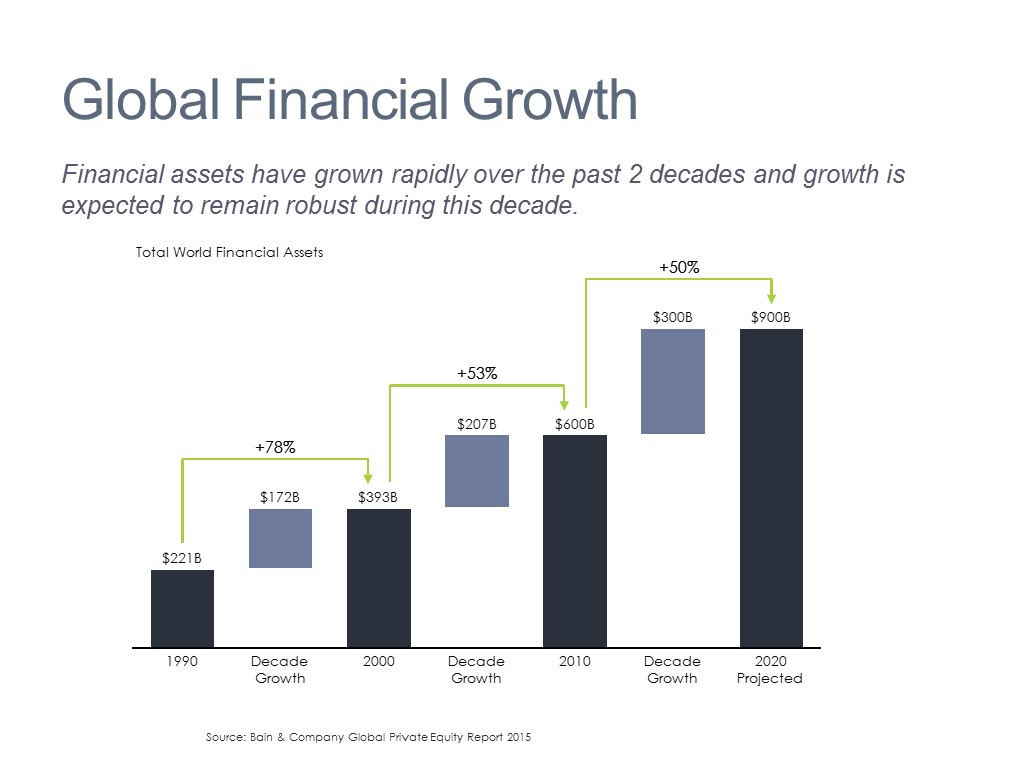 Global Financial Growth
Financial assets have grown rapidly over the past 2 decades and growth is
expected to remain robust during this decade.
Total World Financial Assets
+50%
$300B
$900B
+53%
$207B
$600B
+78%
$172B
$393B
$221B
1990
Decade
Growth
2000
Decade
Growth
2010
Decade
Growth
2020
Projected
Source: Bain & Company Global Private Equity Report 2015